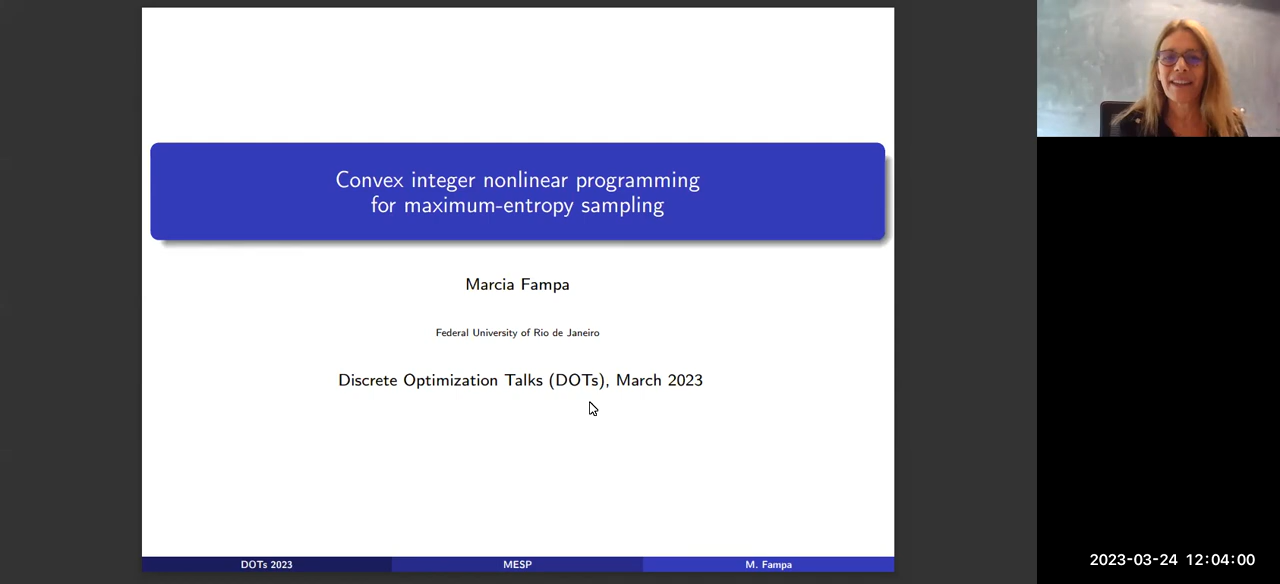 Convex integer nonlinear programming
for maximum-entropy sampling
Marcia Fampa
Federal University of Rio de Janeiro
Discrete Optimization Talks (DOTs), March 2023
DOTs 2023
MESP
M. Fampa
2023-03-24 12:04:00